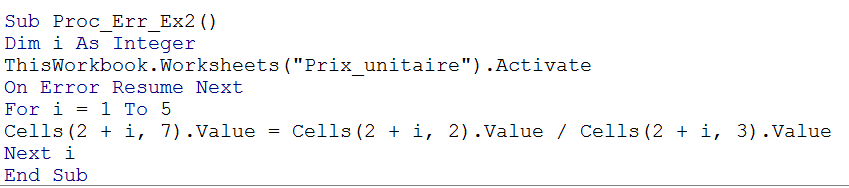 Sub Proc_Err_Ex2()
Dim i As Integer
ThisWorkbook.Worksheets("Prix_unitaire").Activate
On Error Resume Next
For i = 1 To 5
Cells(2 + i, 7).Value = Cells(2 + i, 2).Value / Cells(2 + i, 3).Value
Next i
End Sub